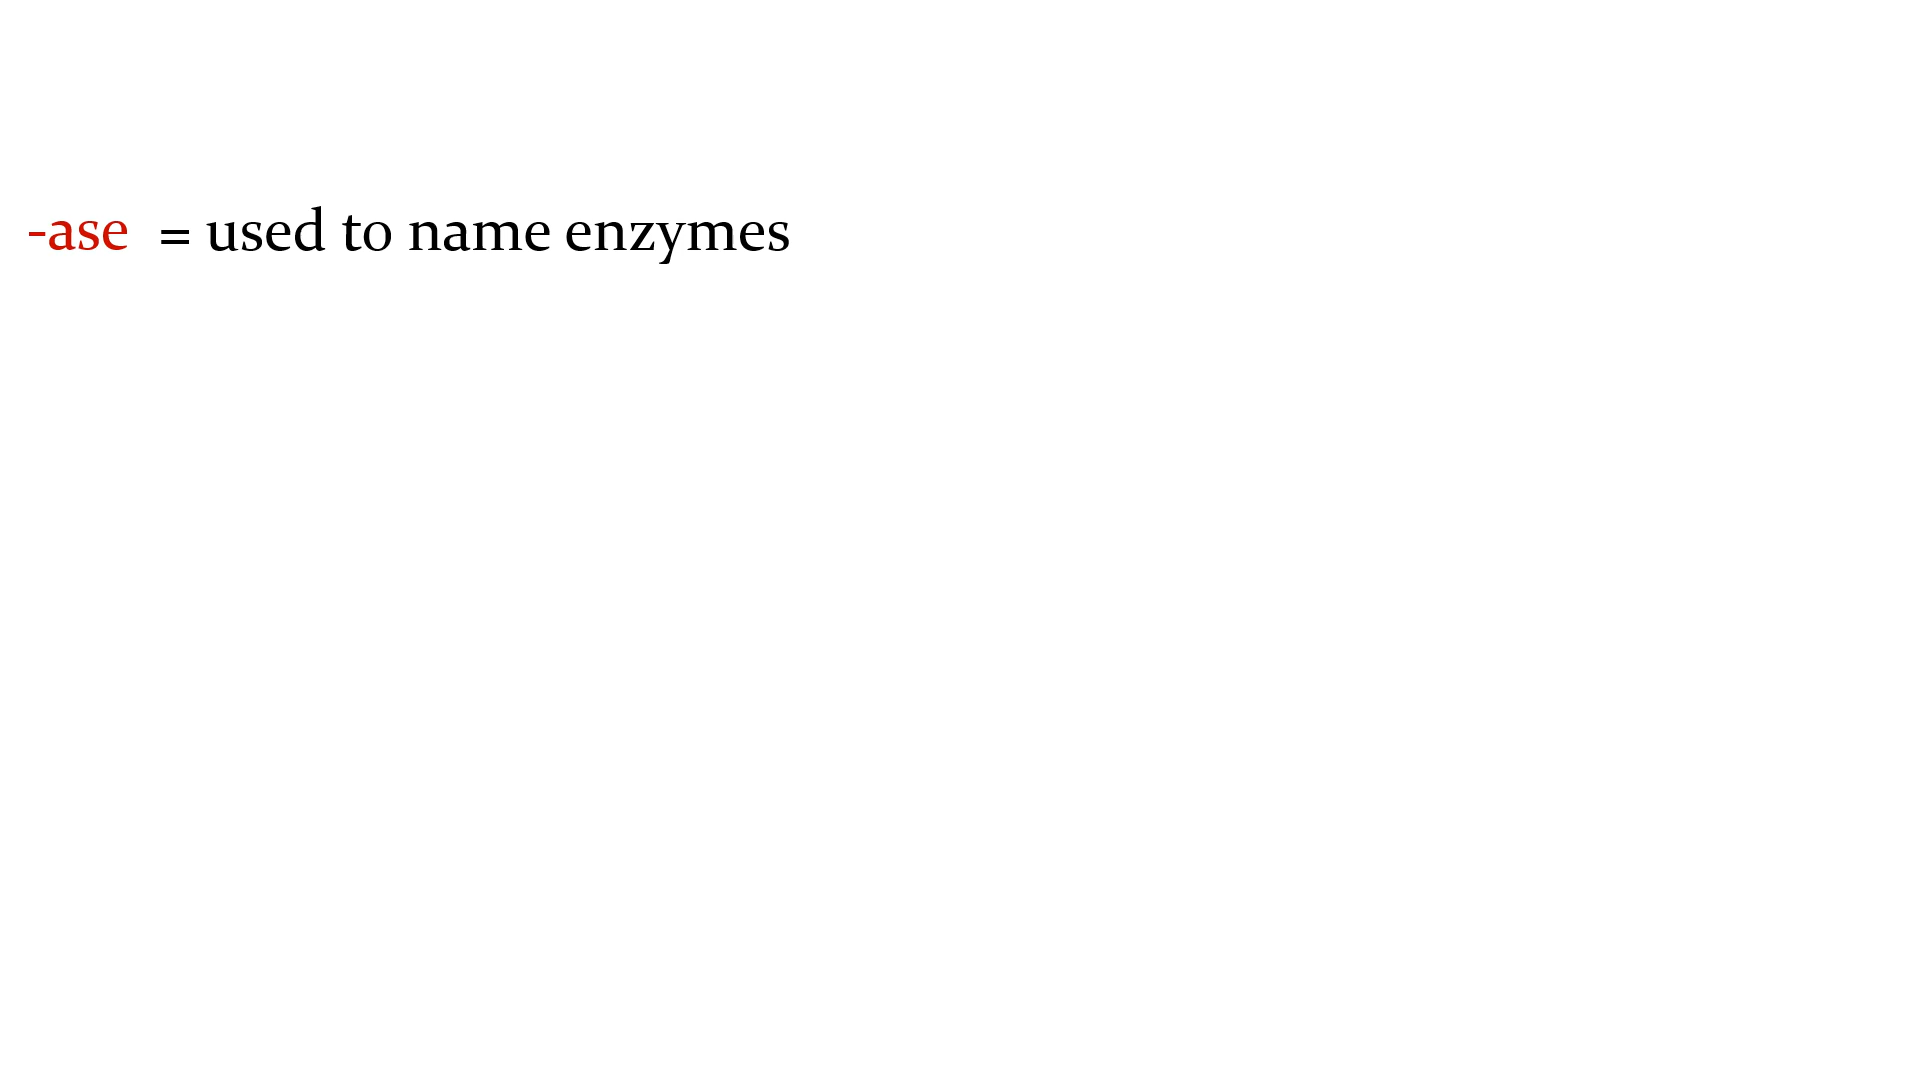 -ase = used to name enzymes